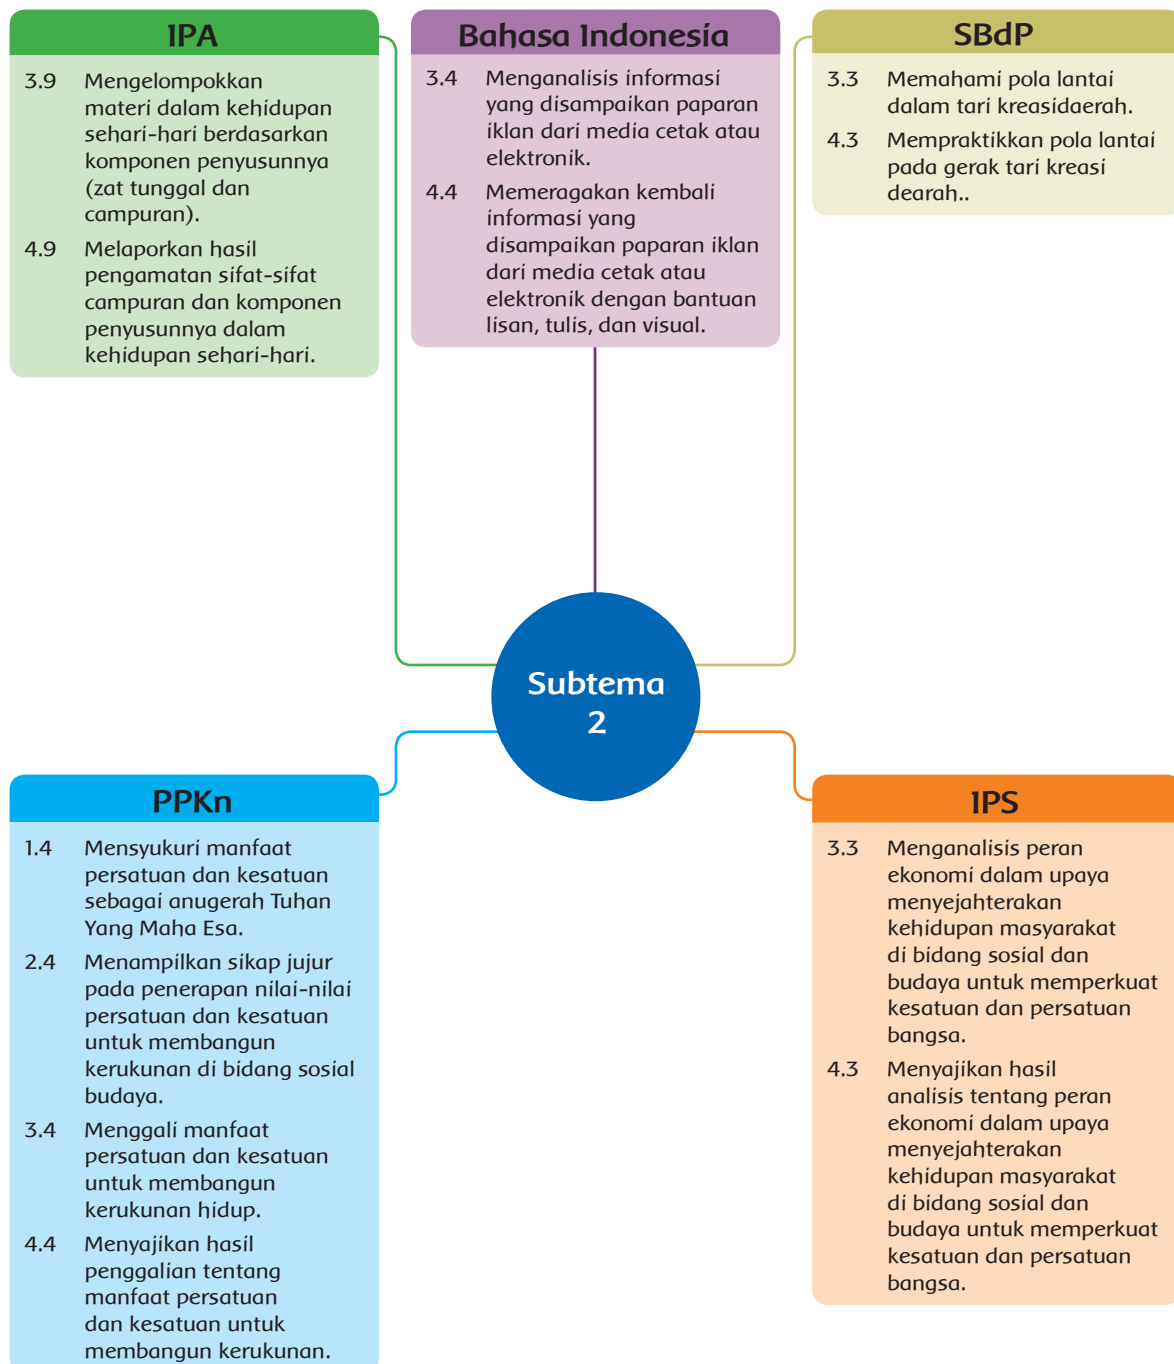 IPA
3.9 Mengelompokkan
materi dalam kehidupan
sehari-hari berdasarkan
komponen penyusunnya
(zat tunggal dan
campuran).
4.9 Melaporkan hasil
pengamatan sifat-sifat
campuran dan komponen
penyusunnya dalam
kehidupan sehari-hari.
Bahasa Indonesia
3.4 Menganalisis informasi
yang disampaikan paparan
iklan dari media cetak atau
elektronik.
4.4 Memeragakan kembali
informasi yang
disampaikan paparan iklan
dari media cetak atau
elektronik dengan bantuan
lisan, tulis, dan visual.
SBdP
3.3 Memahami pola lantai
dalam tari kreasidaerah.
4.3 Mempraktikkan pola lantai
pada gerak tari kreasi
dearah..
Subtema
2
PPKn
1.4 Mensyukuri manfaat
persatuan dan kesatuan
sebagai anugerah Tuhan
Yang Maha Esa.
2.4 Menampilkan sikap jujur
pada penerapan nilai-nilai
persatuan dan kesatuan
untuk membangun
kerukunan di bidang sosial
budaya.
3.4 Menggali manfaat
persatuan dan kesatuan
untuk membangun
kerukunan hidup.
4.4 Menyajikan hasil
penggalian tentang
manfaat persatuan
dan kesatuan untuk
membangun kerukunan.
IPS
3.3 Menganalisis peran
ekonomi dalam upaya
menyejahterakan
kehidupan masyarakat
di bidang sosial dan
budaya untuk memperkuat
kesatuan dan persatuan
bangsa.
4.3 Menyajikan hasil
analisis tentang peran
ekonomi dalam upaya
menyejahterakan
kehidupan masyarakat
di bidang sosial dan
budaya untuk memperkuat
kesatuan dan persatuan
bangsa.